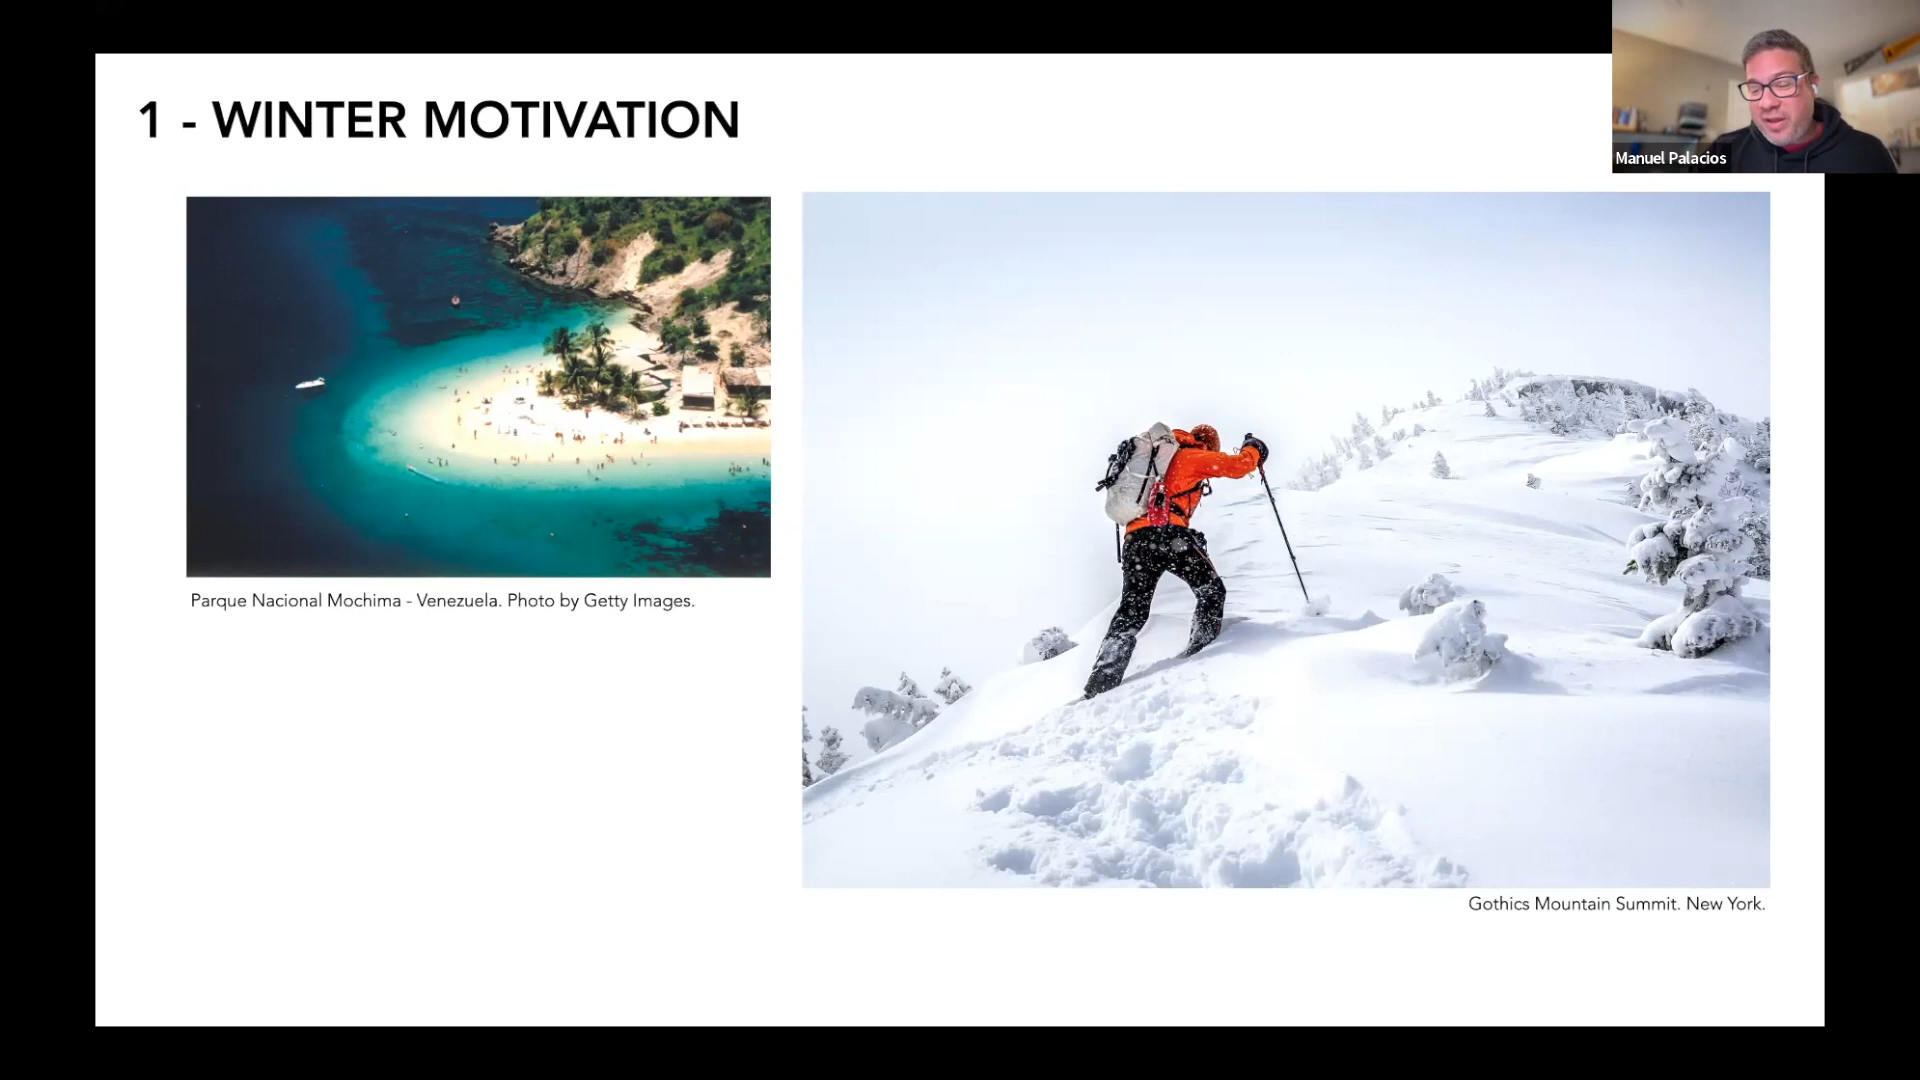 1 - WINTER MOTIVATION
Manuel Palacios
Parque Nacional Mochima - Venezuela. Photo by Getty Images.
Gothics Mountain Summit. New York.